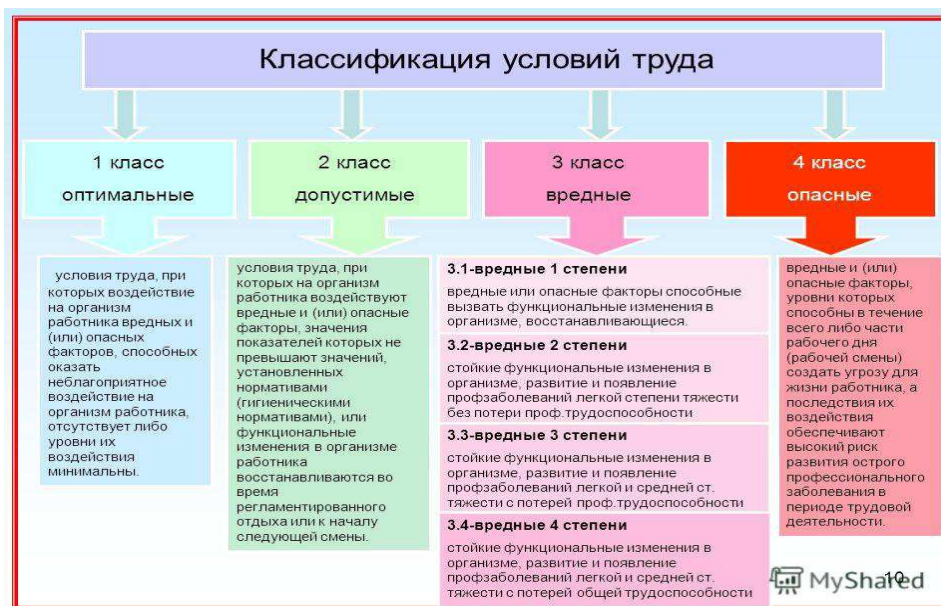 Классификация условий труда
1 класс
оптимальные
условия труда, при
которых воздействие
на организм
работника вредных и
(или) опасных
факторов, способных
оказать
неблагоприятное
воздействие на
организм работника,
отсутствует либо
уровни их
воздействия
минимальны.
2 класс
допустимые
условия труда, при
которых на организм
работника воздействуют
вредные и (или) опасные
факторы, значения
показателей которых не
превышают значений,
установленных
нормативами
(гигиеническими
нормативами), или
функциональные
изменения в организме
работника
восстанавливаются во
время
регламентированного
отдыха или к началу
следующей смены.
3 класс
вредные
3.1-вредные 1 степени
вредные или опасные факторы способные
вызвать функциональные изменения в
организме, восстанавливающиеся.
3.2-вредные 2 степени
стойкие функциональные изменения в
организме, развитие и появление
профзаболеваний легкой степени тяжести
без потери проф.трудоспособности
3.3-вредные 3 степени
стойкие функциональные изменения в
организме, развитие и появление
профзаболеваний легкой и средней ст.
тяжести с потерей проф.трудоспособности
3.4-вредные 4 степени
стойкие функциональные изменения в
организме, развитие и появление
профзаболеваний легкой и средней ст.
тяжести с потерей общей трудоспособности
4 класс
опасные
вредные и (или)
опасные факторы,
уровни которых
способны в течение
всего либо части
рабочего дня
(рабочей смены)
создать угрозу для
жизни работника, а
последствия их
воздействия
обеспечивают
высокий риск
развития острого
профессионального
заболевания в
периоде трудовой
деятельности.
MyShared
10